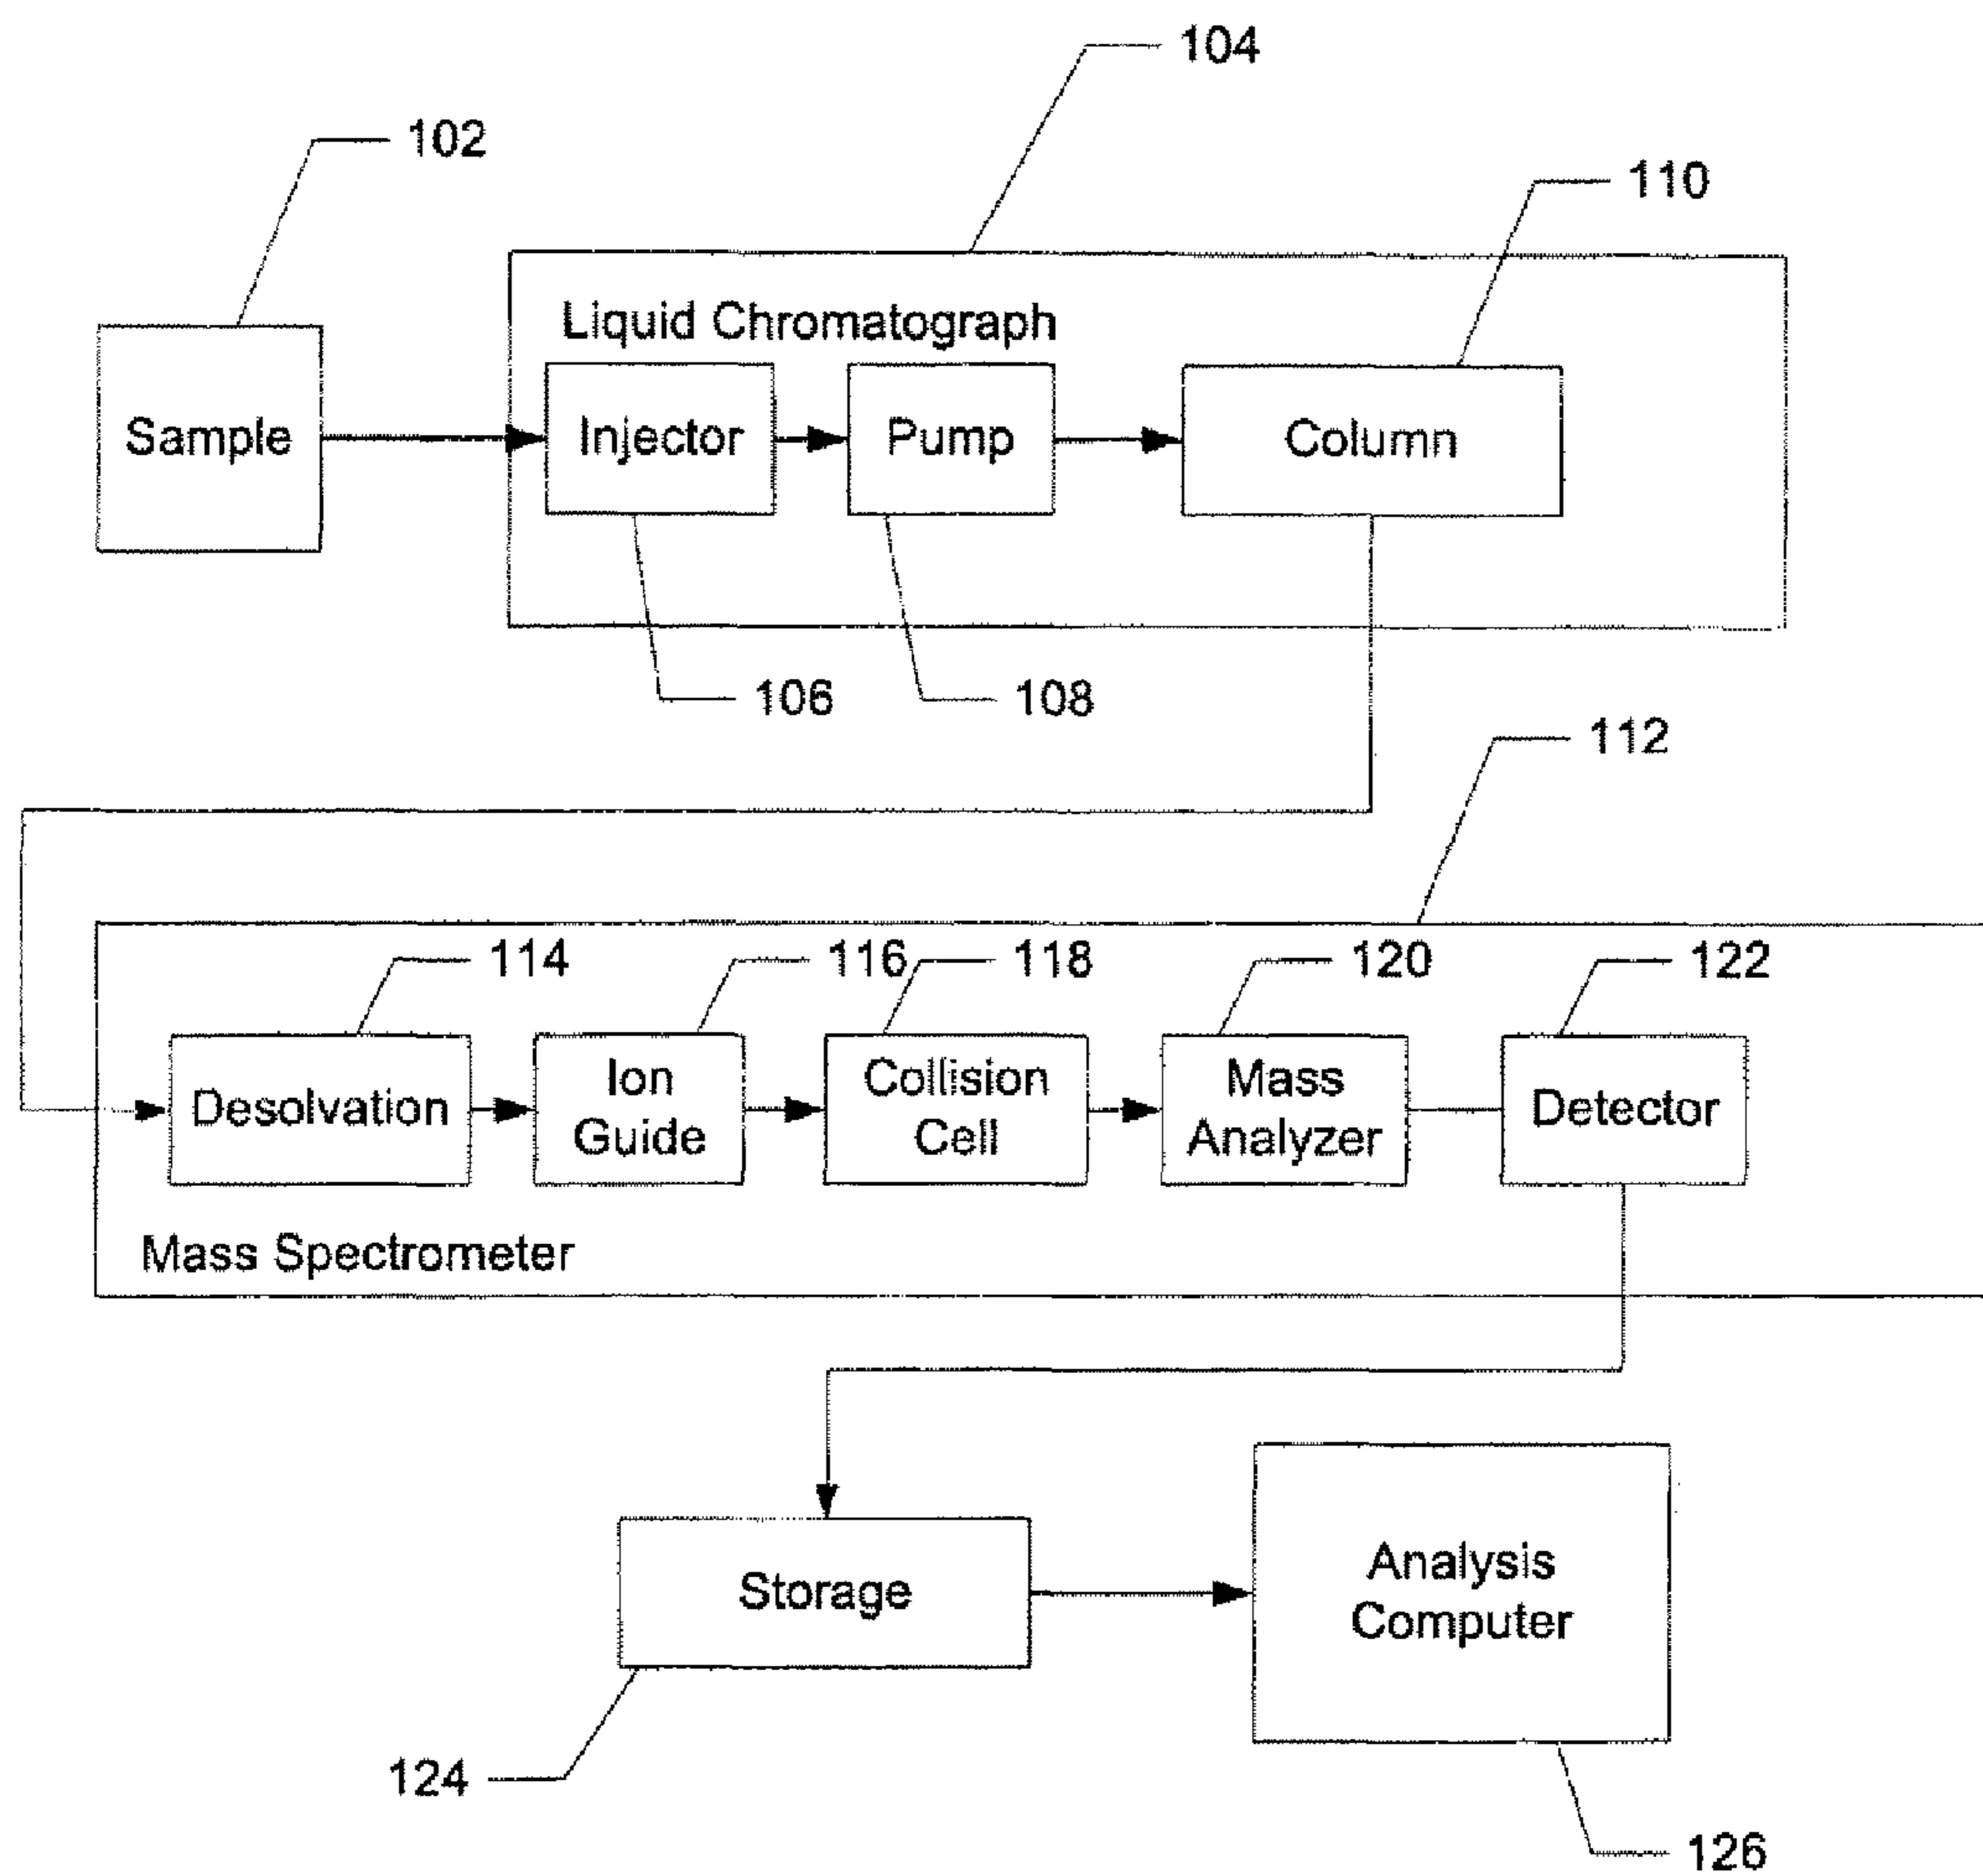 104
102
110
Liquid Chromatograph
Sample
Injector
Pump
Column
106
108
112
114
116
118
120
122
Desolvation
Ion
Guide
Collision
Cell
Mass
Analyzer
Detector
Mass Spectrometer
Storage
Analysis
Computer
124
126